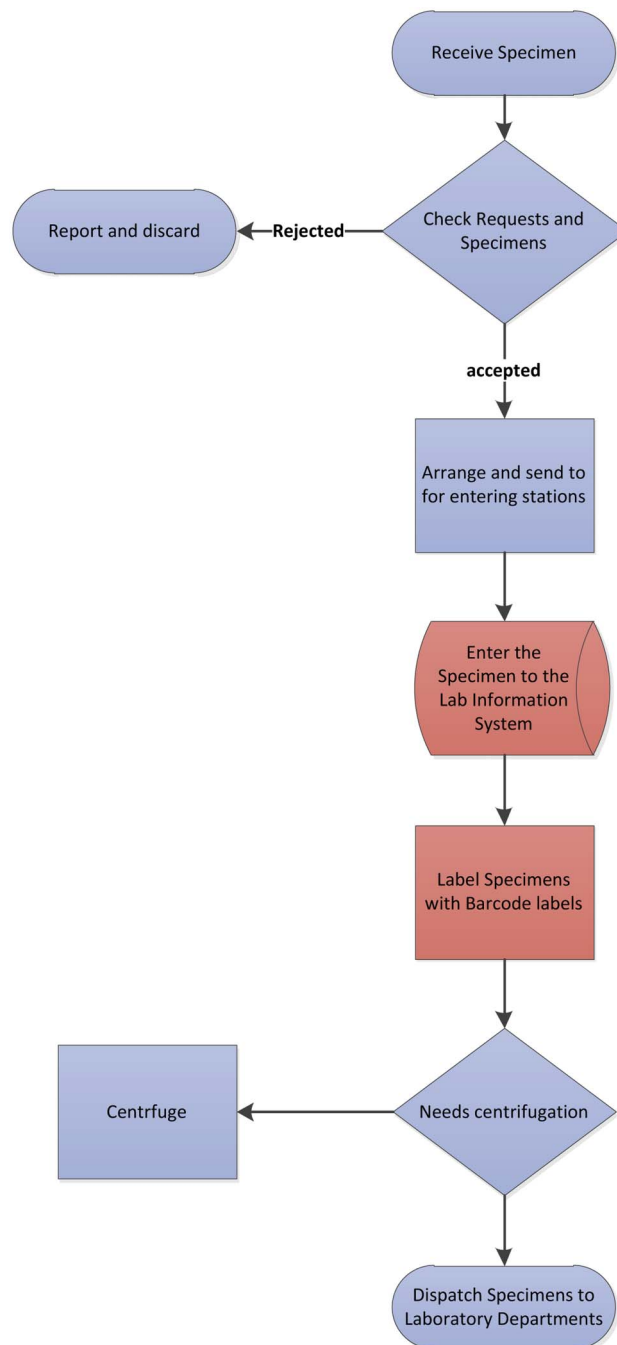 Receive Specimen
Check Requests and
Specimens
Rejected
Report and discard
accepted
Arrange and send to
for entering stations
Enter the
Specimen to the
Lab Information
System
Label Specimens
with Barcode labels
Needs centrifugation
Centrfuge
Dispatch Specimens to
Laboratory Departments